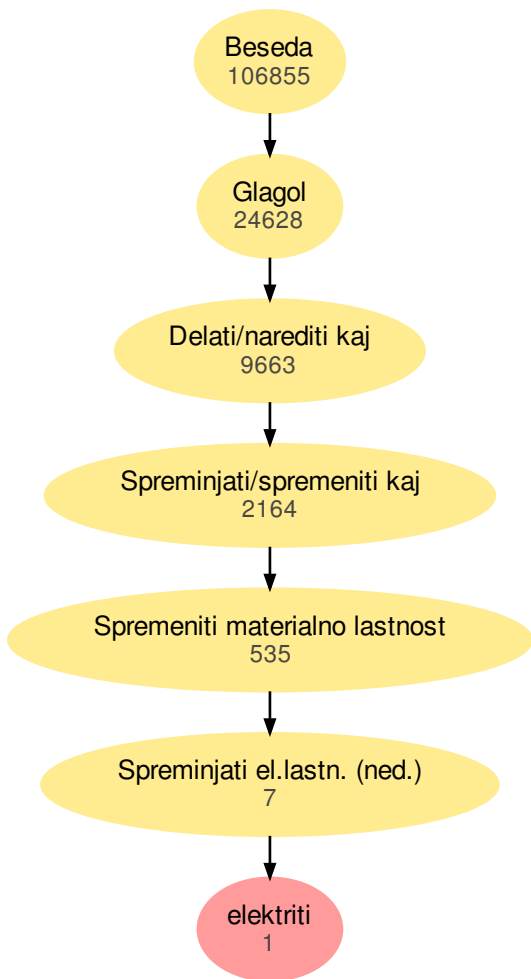 Beseda
106855
Glagol
24628
Delati/narediti kaj
9663
Spreminjati/spremeniti kaj
2164
Spremeniti materialno lastnost
535
Spreminjati el.lastn. (ned.)
7
elektriti
1